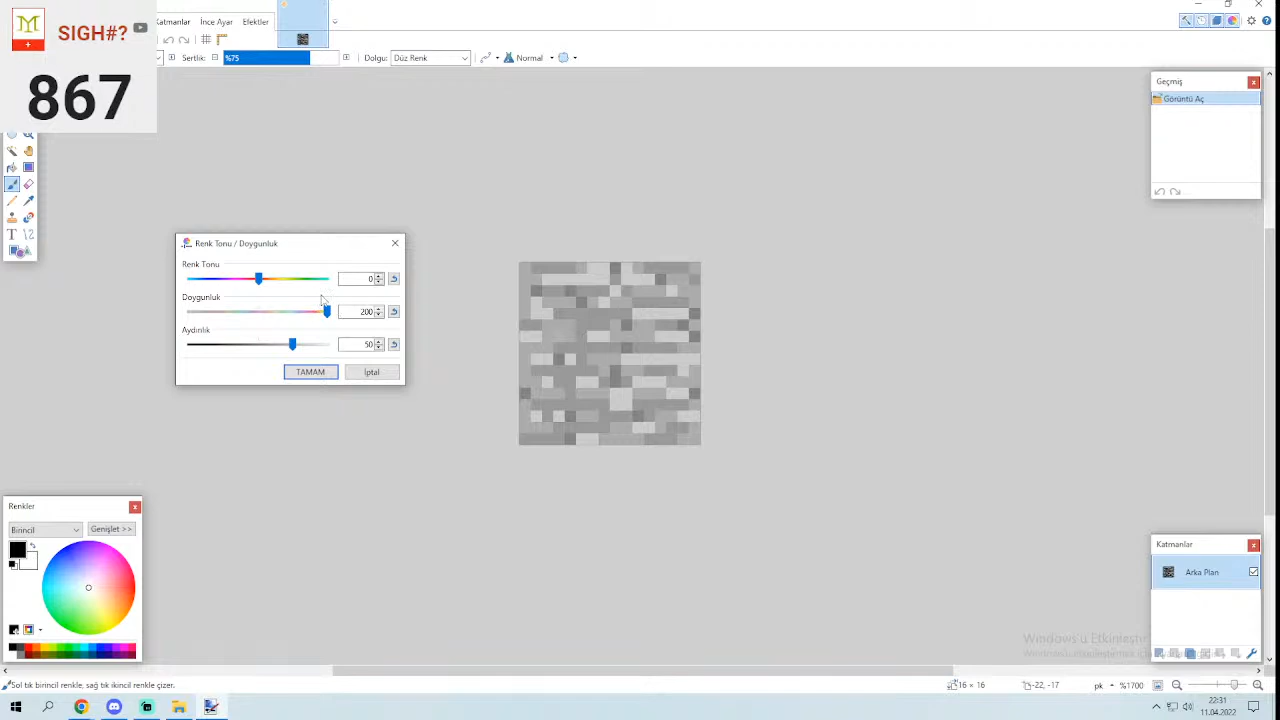 Katmanlar İnce Ayar Efektler
SIGH#?
867
Sertlik: %75 Dolgu: Düz Renk Normal
Geçmiş
Görüntü Aç
Renk Tonu / Doygunluk
Renk Tonu
0
Doygunluk
200
Aydınlık
50
TAMAM İptal
Renkler
Birincil Genişlet >>
Katmanlar
Arka Plan
Windows'u Etkinleştir
Sol tık birincil renkle, sağ tık ikincil renkle çizer.
16 × 16
-22, -17
pk
%1700
22:31
11.04.2022